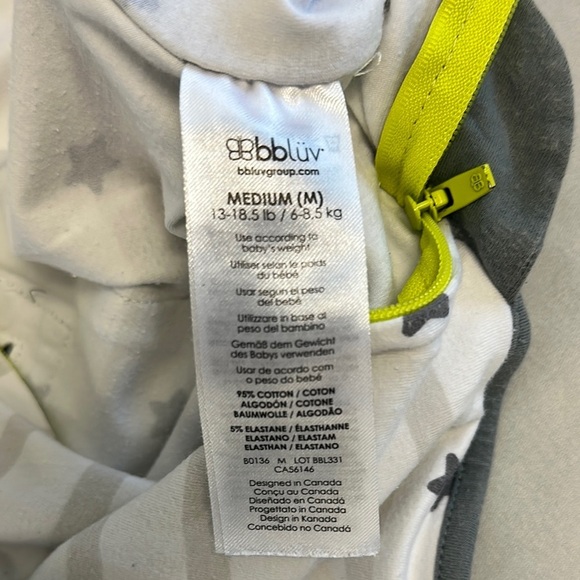 bblüv
bbluvgroup.com
MEDIUM (M)
13-18.5 lb / 6-8,5 kg
Use according to
baby's weight
Utiliser selon le poids
du bébé
Usar segun el peso
del bebé
Utilizzare in base al
peso del bambino
Gemäß dem Gewicht
des Babys verwenden
Usar de acordo com
o peso do bebé
95% COTTON / COTON
ALGODÓN / COTONE
BAUMWOLLE / ALGODÃO
5% ELASTANE / ÉLASTHANNE
ELASTANO / ELASTAM
ELASTHAN / ELASTANO
B0136 M LOT BBL331
CA56146
Designed in Canada
Conçu au Canada
Diseñado en Canada
Progettato in Canada
Design in Kanada
Concebido no Canada